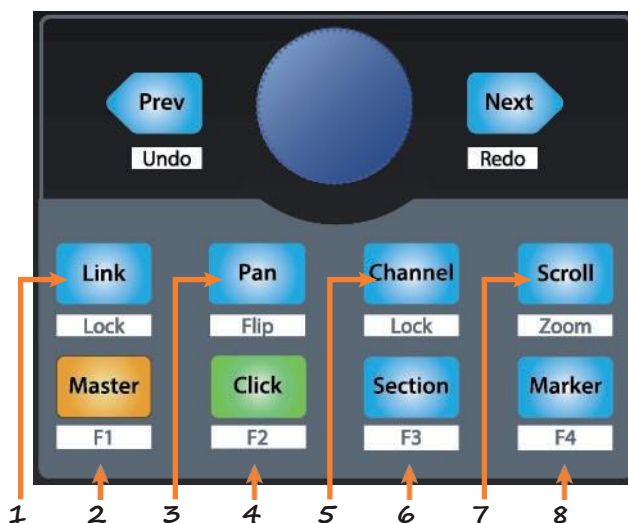 Prev Next
Undo Redo
Link Pan Channel Scroll
Lock Flip Lock Zoom
Master Click Section Marker
F1 F2 F3 F4
1 2 3 4 5 6 7 8